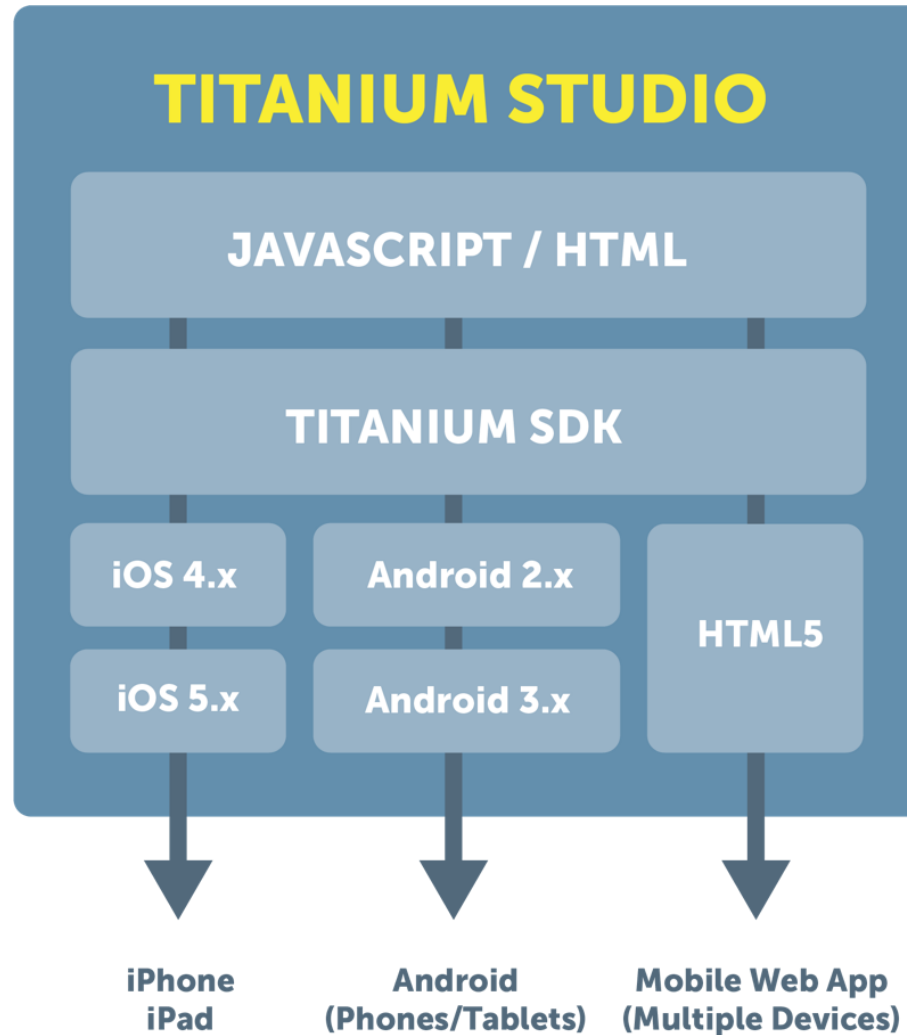 TITANIUM STUDIO
JAVASCRIPT / HTML
TITANIUM SDK
iOS 4.x
Android 2.x
HTML5
iOS 5.x
Android 3.x
iPhone
iPad
Android
(Phones/Tablets)
Mobile Web App
(Multiple Devices)